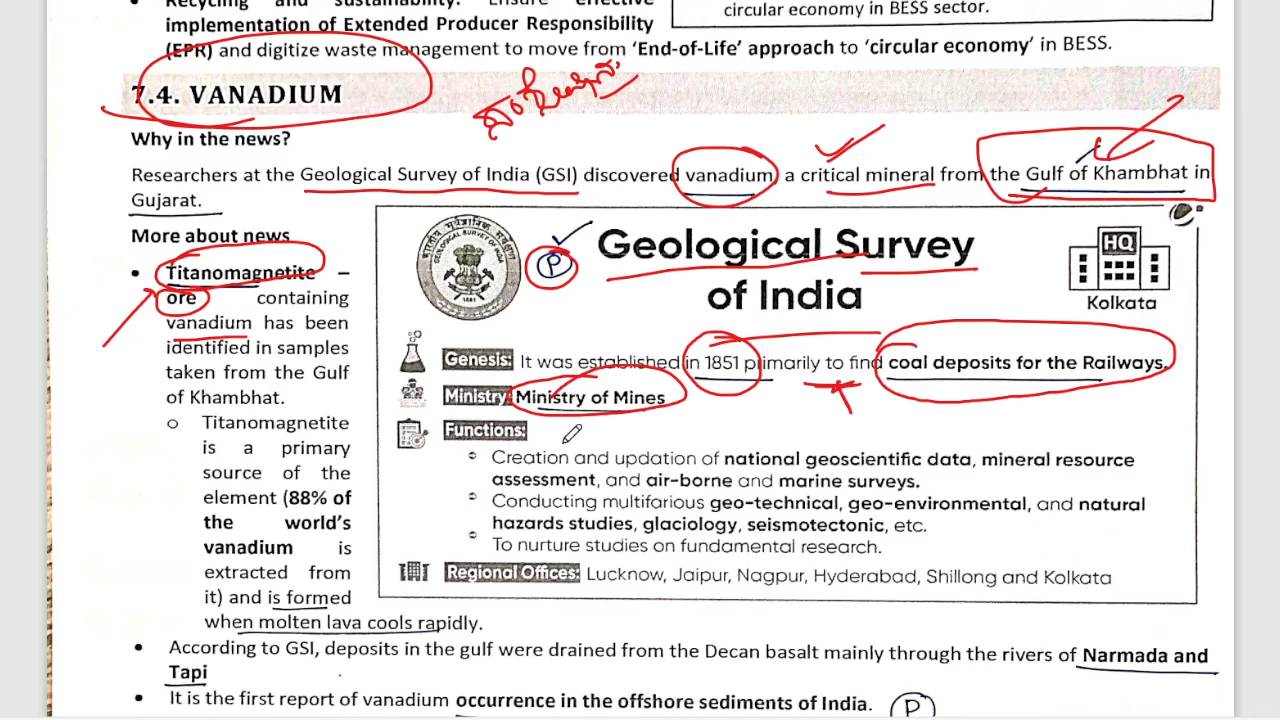 Recycling and sustainability: Ensure effective
implementation of Extended Producer Responsibility
(EPR) and digitize waste management to move from ‘End-of-Life’ approach to ‘circular economy’ in BESS.
circular economy in BESS sector.
7.4. VANADIUM
Why in the news?
Researchers at the Geological Survey of India (GSI) discovered vanadium, a critical mineral from the Gulf of Khambhat in
Gujarat.
More about news
• Titanomagnetite –
ore containing
vanadium has been
identified in samples
taken from the Gulf
of Khambhat.
o Titanomagnetite
is a primary
source of the
element (88% of
the world’s
vanadium is
extracted from
it) and is formed
when molten lava cools rapidly.
P
Geological Survey
of India
HQ
Kolkata
Genesis: It was established in 1851 primarily to find coal deposits for the Railways.
Ministry: Ministry of Mines
Functions:
Creation and updation of national geoscientific data, mineral resource
assessment, and air-borne and marine surveys.
Conducting multifarious geo-technical, geo-environmental, and natural
hazards studies, glaciology, seismotectonic, etc.
To nurture studies on fundamental research.
Regional Offices: Lucknow, Jaipur, Nagpur, Hyderabad, Shillong and Kolkata
• According to GSI, deposits in the gulf were drained from the Decan basalt mainly through the rivers of Narmada and
Tapi
• It is the first report of vanadium occurrence in the offshore sediments of India.
P